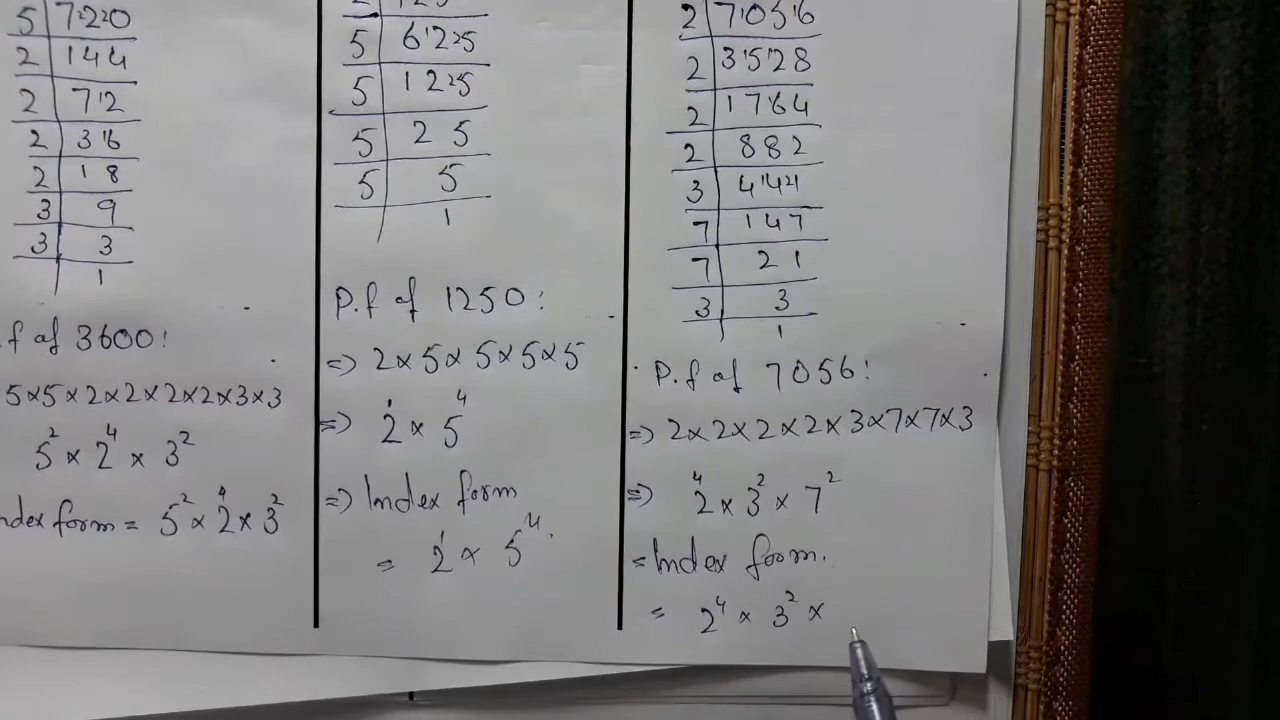 5 | 720
2 | 144
2 | 72
2 | 36
2 | 18
3 | 9
3 | 3
1
f of 3600:
5×5×2×2×2×2×3×3
5² × 2⁴ × 3²
ndex form = 5² × 2⁴ × 3²
5 | 625
5 | 125
5 | 25
5 | 5
1
P.f of 1250:
=> 2×5×5×5×5
=> 2¹ × 5⁴
=> Index form
= 2¹ × 5⁴.
2 | 7056
2 | 3528
2 | 1764
2 | 882
3 | 441
7 | 147
7 | 21
3 | 3
1
P.f of 7056:
=> 2×2×2×2×3×7×7×3
=> 2⁴ × 3² × 7²
= Index form.
= 2⁴ × 3² ×